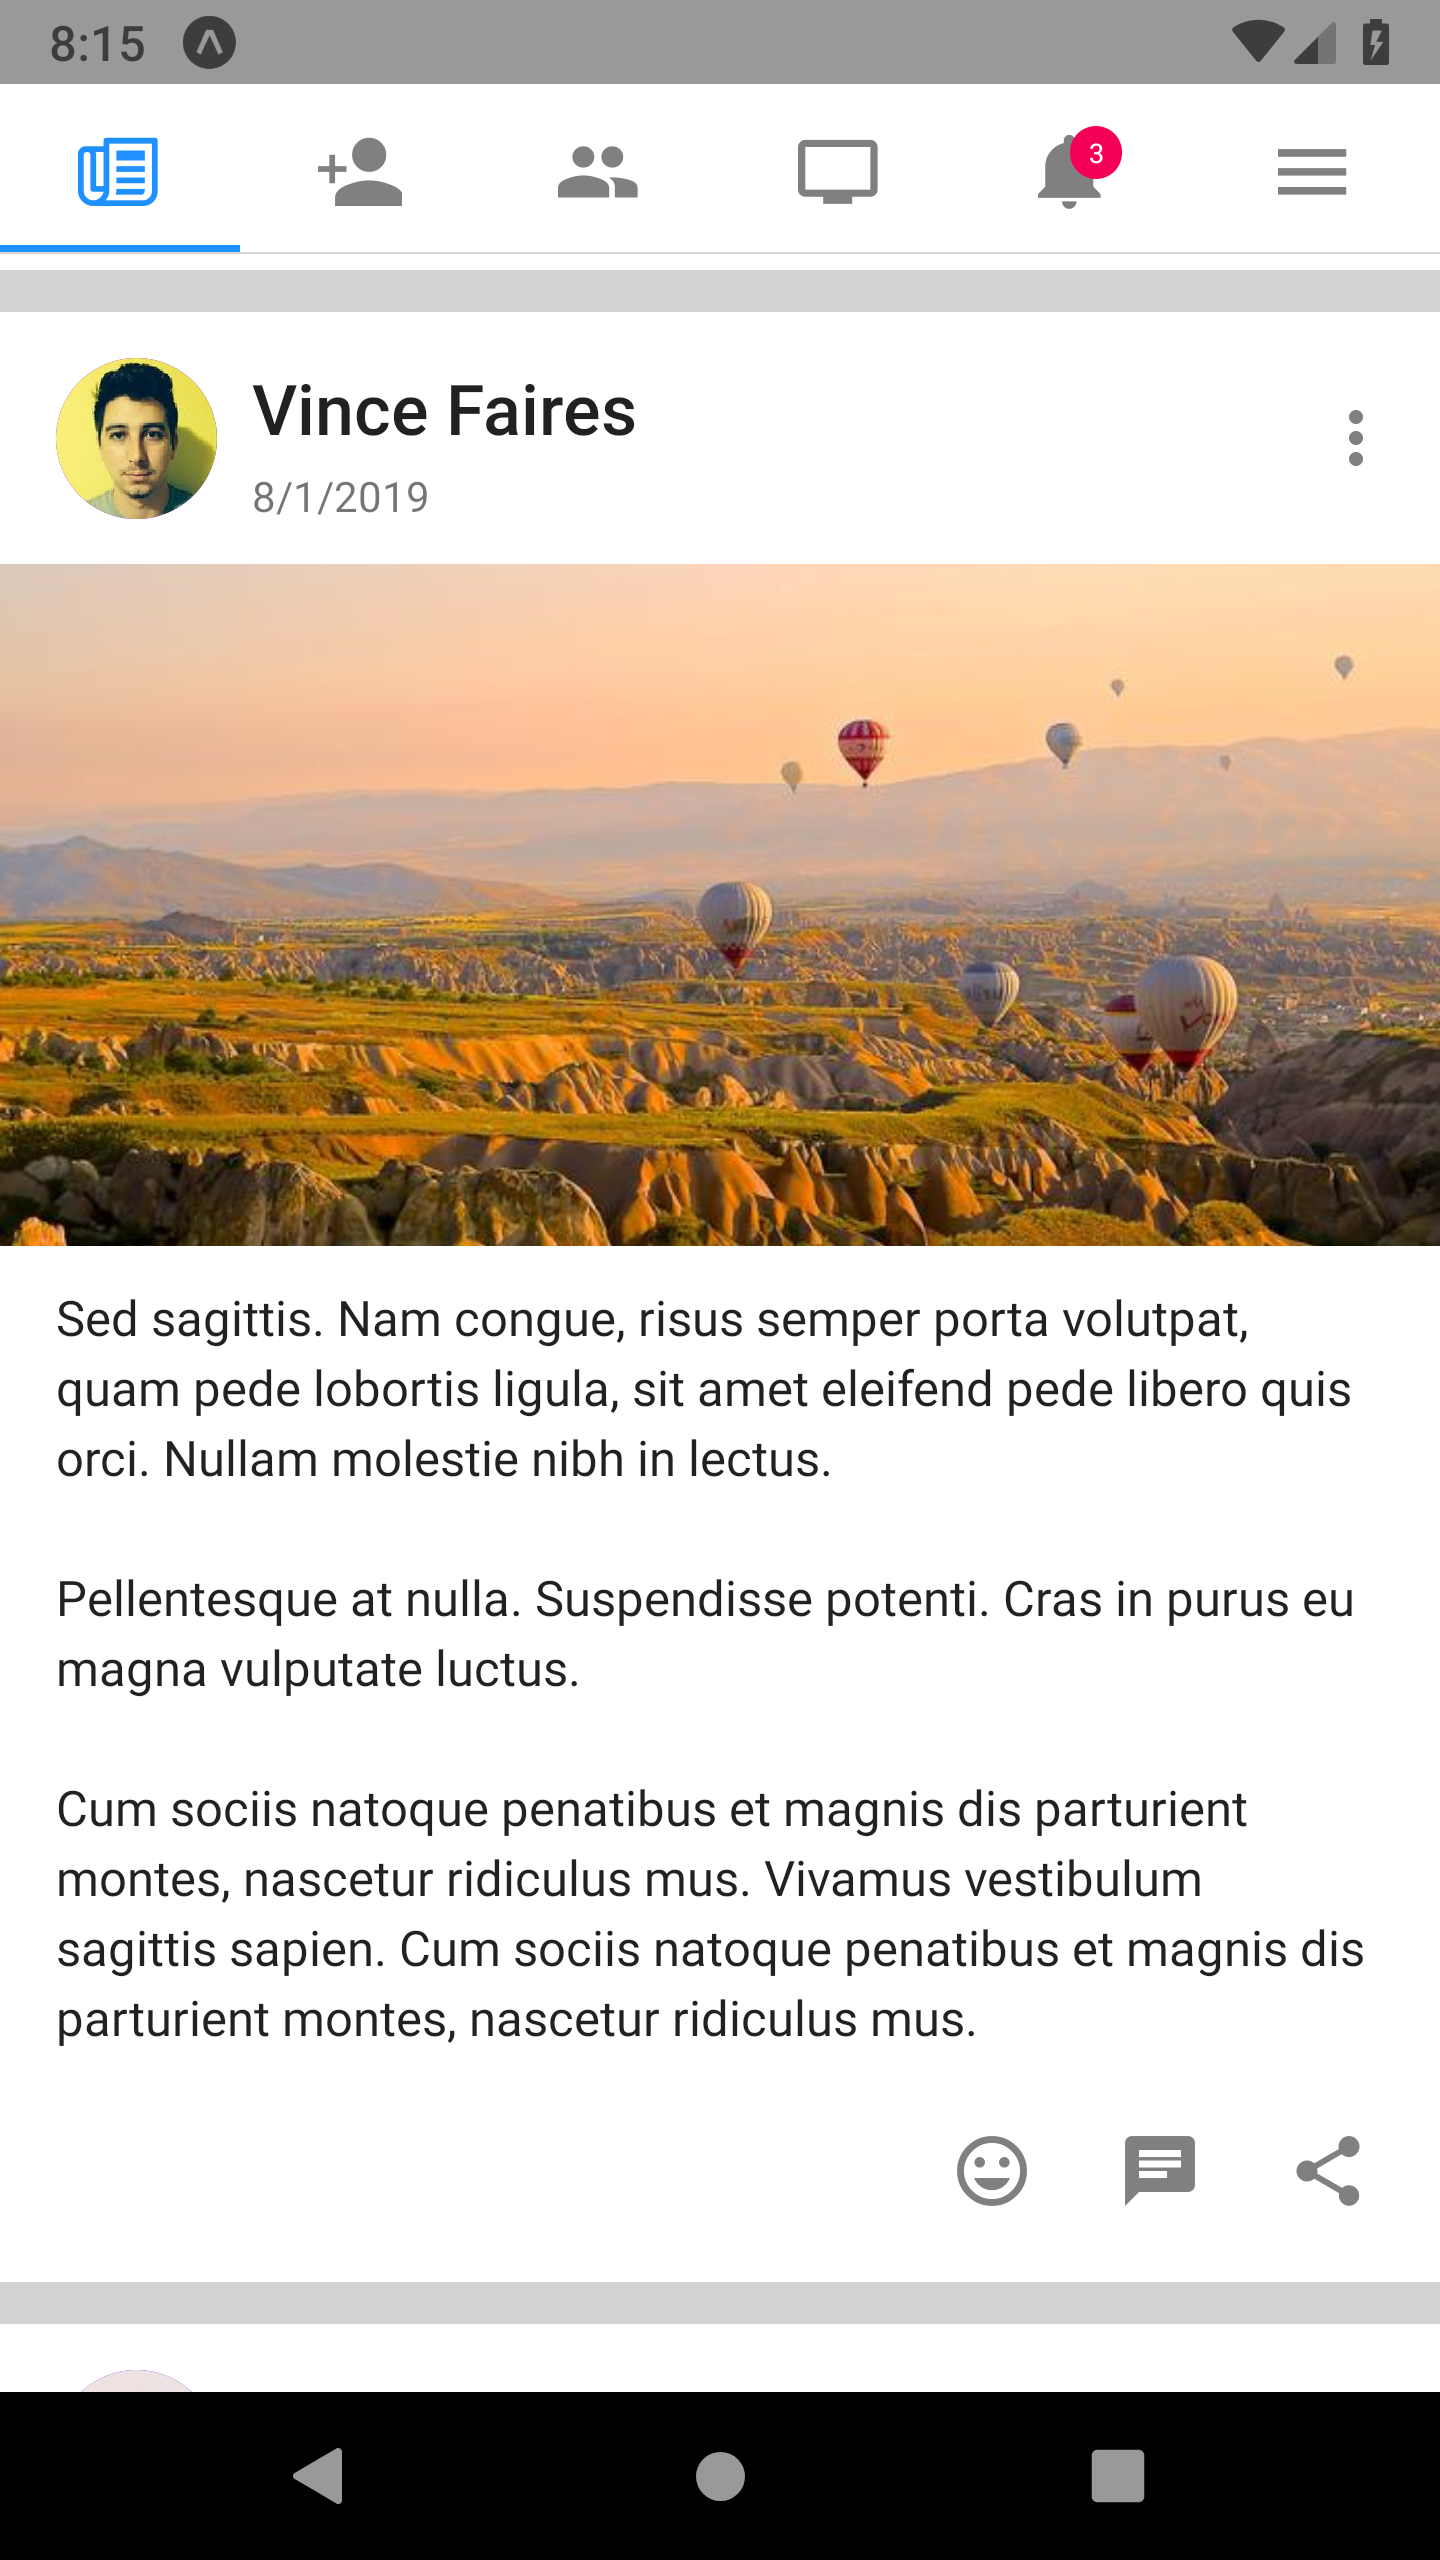 8:15
3
Vince Faires
8/1/2019
Sed sagittis. Nam congue, risus semper porta volutpat,
quam pede lobortis ligula, sit amet eleifend pede libero quis
orci. Nullam molestie nibh in lectus.
Pellentesque at nulla. Suspendisse potenti. Cras in purus eu
magna vulputate luctus.
Cum sociis natoque penatibus et magnis dis parturient
montes, nascetur ridiculus mus. Vivamus vestibulum
sagittis sapien. Cum sociis natoque penatibus et magnis dis
parturient montes, nascetur ridiculus mus.